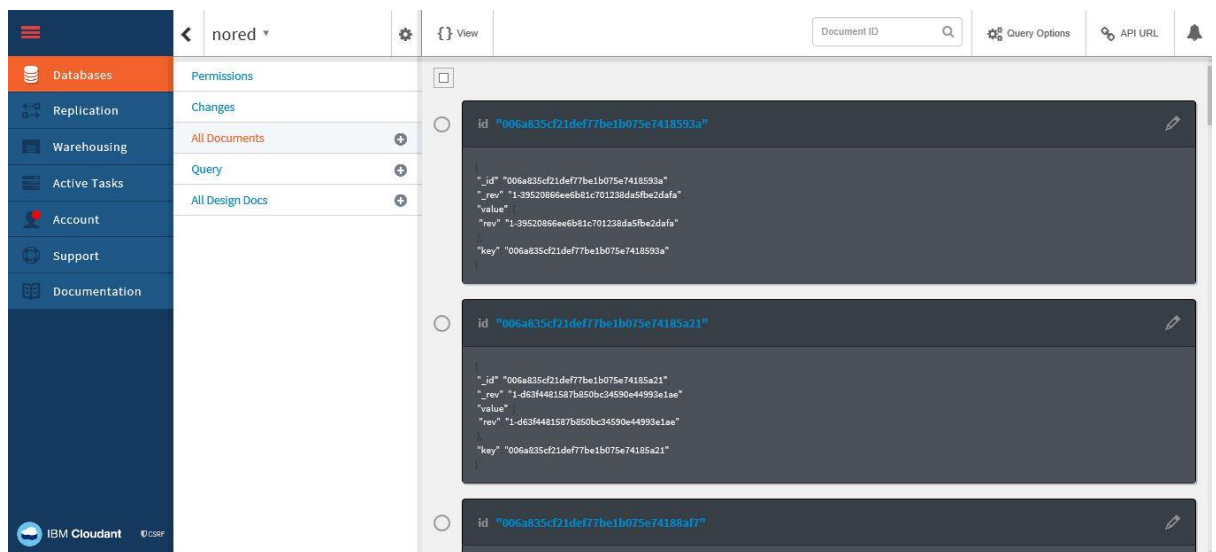 nored
{} View
Document ID
Query Options
API URL
Databases
Replication
Warehousing
Active Tasks
Account
Support
Documentation
IBM Cloudant
CSRF
Permissions
Changes
All Documents
Query
All Design Docs
id "006a835cf21def77be1b075e7418593a"
{
"_id" "006a835cf21def77be1b075e7418593a"
"_rev" "1-39520866ee6b81c701238da5fbe2dafa"
"value" {
"rev" "1-39520866ee6b81c701238da5fbe2dafa"
},
"key" "006a835cf21def77be1b075e7418593a"
}
id "006a835cf21def77be1b075e74185a21"
{
"_id" "006a835cf21def77be1b075e74185a21"
"_rev" "1-d63f4481587b850bc34590e44993e1ae"
"value" {
"rev" "1-d63f4481587b850bc34590e44993e1ae"
},
"key" "006a835cf21def77be1b075e74185a21"
}
id "006a835cf21def77be1b075e74188af7"